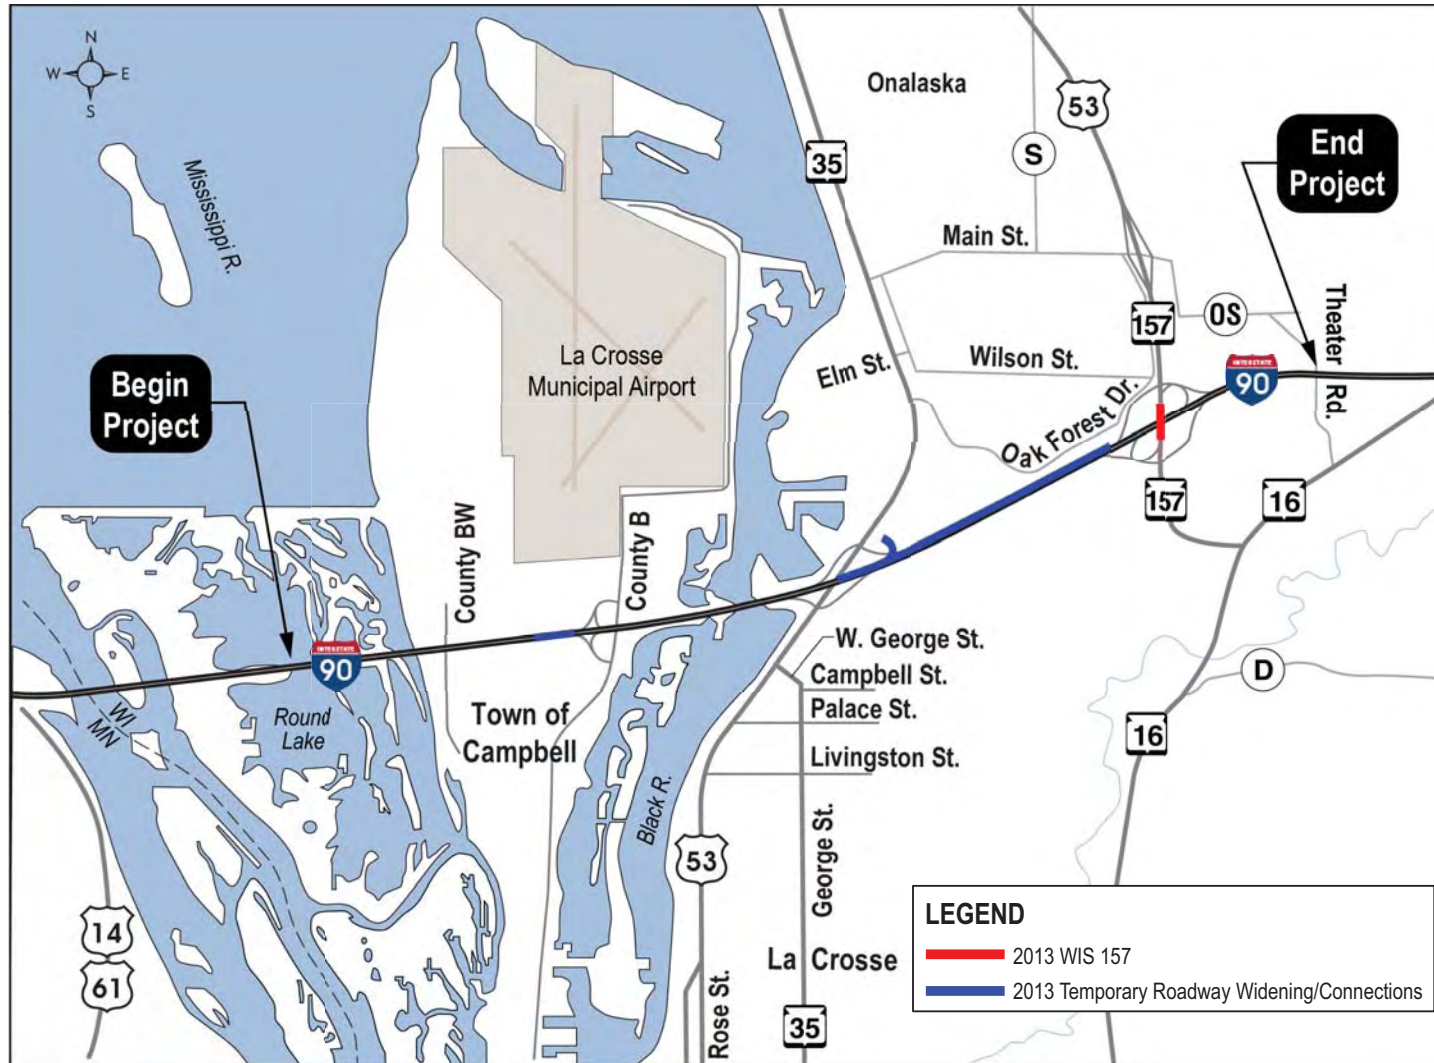 N
W
E
S
Mississippi R.
Begin
Project
La Crosse
Municipal Airport
Onalaska
35
S
53
End
Project
Main St.
157
OS
Theater Rd.
Elm St.
Wilson St.
Oak Forest Dr.
INTERSTATE
90
157
16
County BW
County B
INTERSTATE
90
WI
MN
Round
Lake
Town of
Campbell
Black R.
W. George St.
Campbell St.
Palace St.
Livingston St.
D
16
53
George St.
14
61
Rose St.
La Crosse
35
LEGEND
2013 WIS 157
2013 Temporary Roadway Widening/Connections